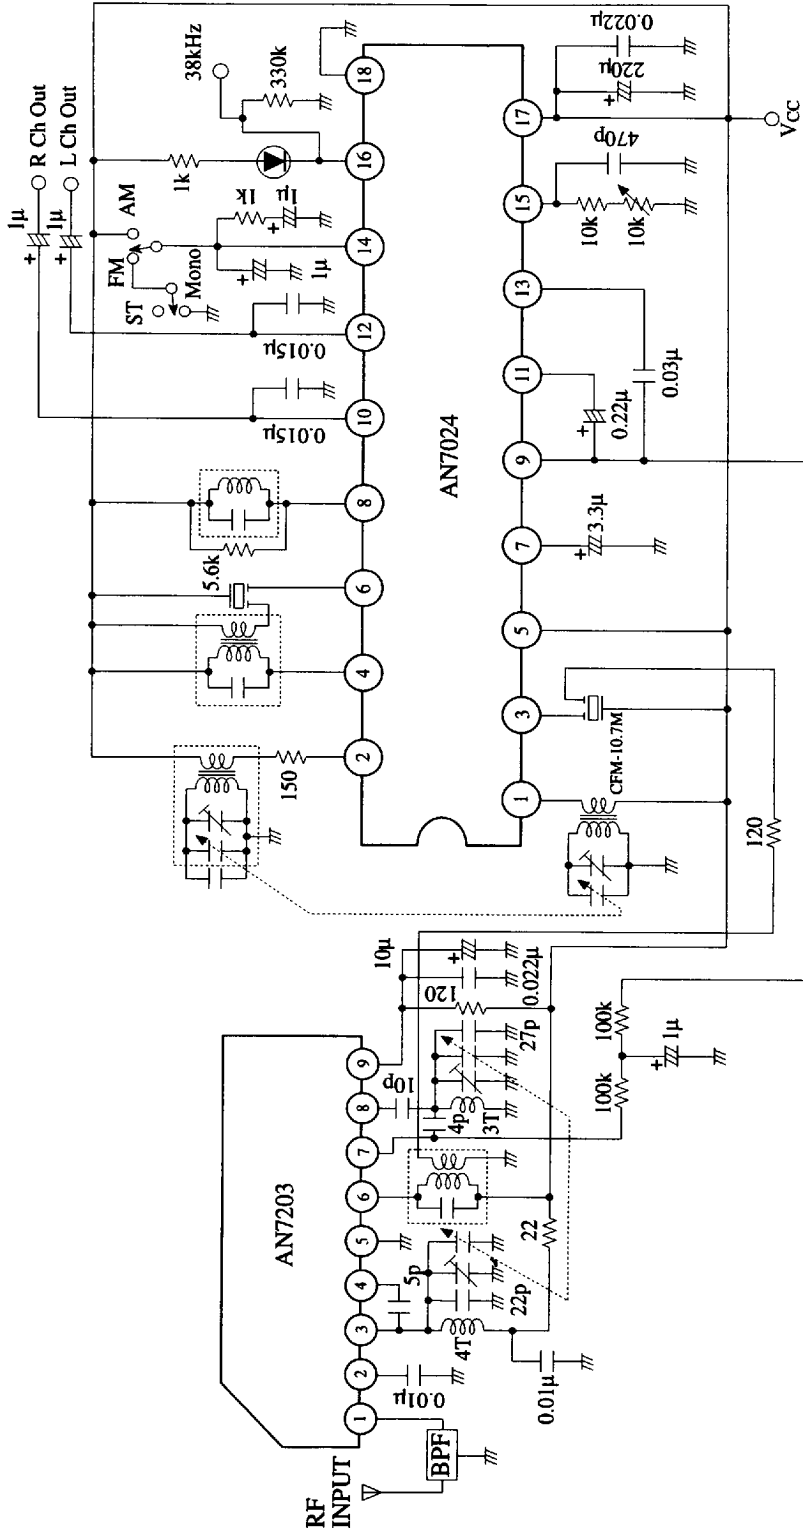 R Ch Out
L Ch Out
1μ
1μ
38kHz
330k
0.022μ
220μ
VCC
1k
AM
FM
ST
Mono
1k
1μ
1μ
0.015μ
0.015μ
5.6k
150
18
16
14
12
10
8
6
4
2
AN7024
17
15
13
11
9
7
5
3
1
470p
10k
10k
0.03μ
0.22μ
3.3μ
CFM-10.7M
120
10μ
0.022μ
120
27p
10p
4p
3T
100k
100k
1μ
AN7203
9
8
7
6
5
4
3
2
1
5p
22p
22
4T
0.01μ
0.01μ
BPF
RF
INPUT